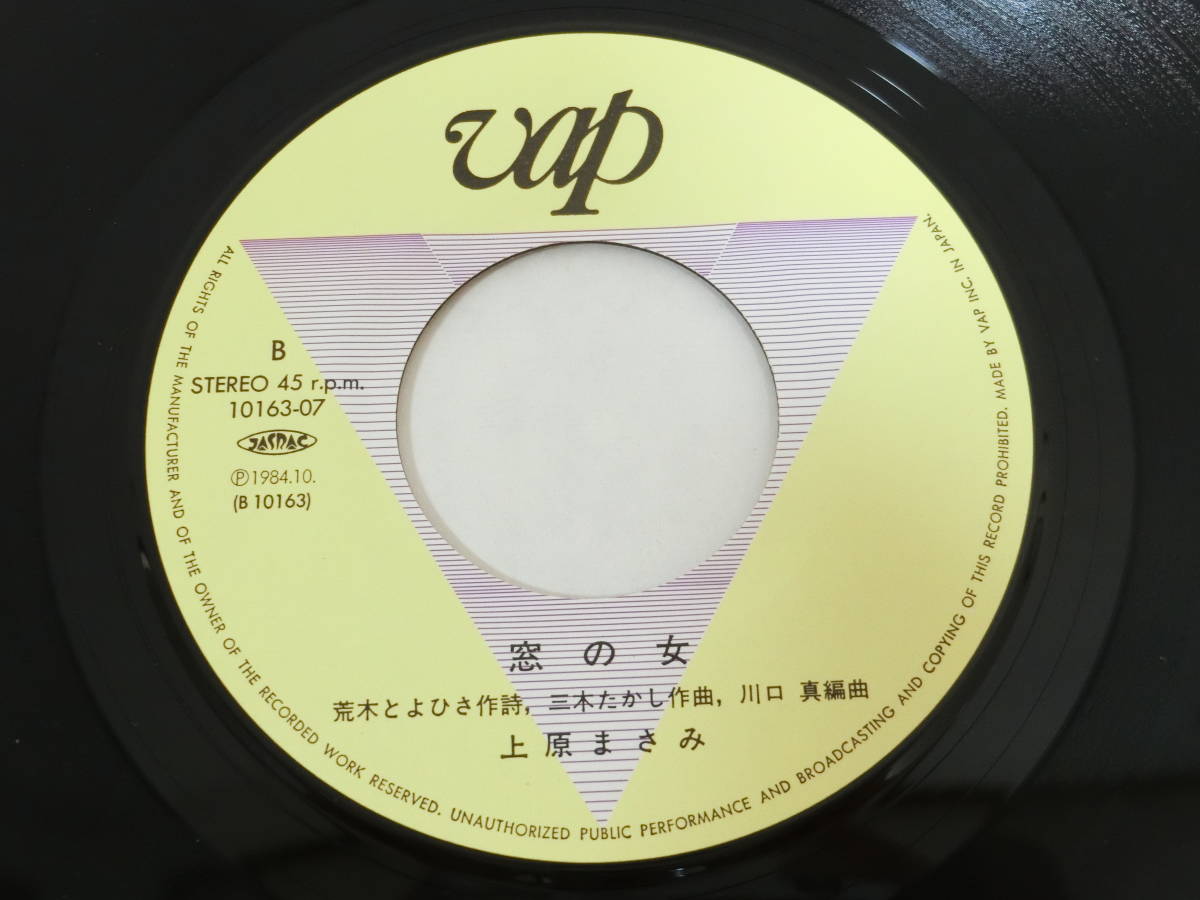 vap
B
STEREO 45 r.p.m.
10163-07
JASRAC
Ⓟ1984.10.
(B 10163)
窓の女
荒木とよひさ作詩, 三木たかし作曲, 川口 真編曲
上原まさみ
ALL RIGHTS OF THE MANUFACTURER AND OF THE OWNER OF THE RECORDED WORK RESERVED. UNAUTHORIZED PUBLIC PERFORMANCE AND BROADCASTING AND COPYING OF THIS RECORD PROHIBITED. MADE BY VAP INC. IN JAPAN.